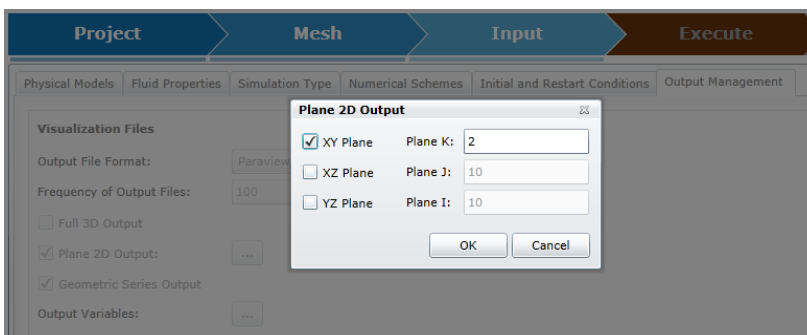 Project Mesh Input Execute
Physical Models Fluid Properties Simulation Type Numerical Schemes Initial and Restart Conditions Output Management
Plane 2D Output
XY Plane Plane K: 2
XZ Plane Plane J: 10
YZ Plane Plane I: 10
OK Cancel
Visualization Files
Output File Format: Paraview
Frequency of Output Files: 100
Full 3D Output
Plane 2D Output: ...
Geometric Series Output
Output Variables: ...